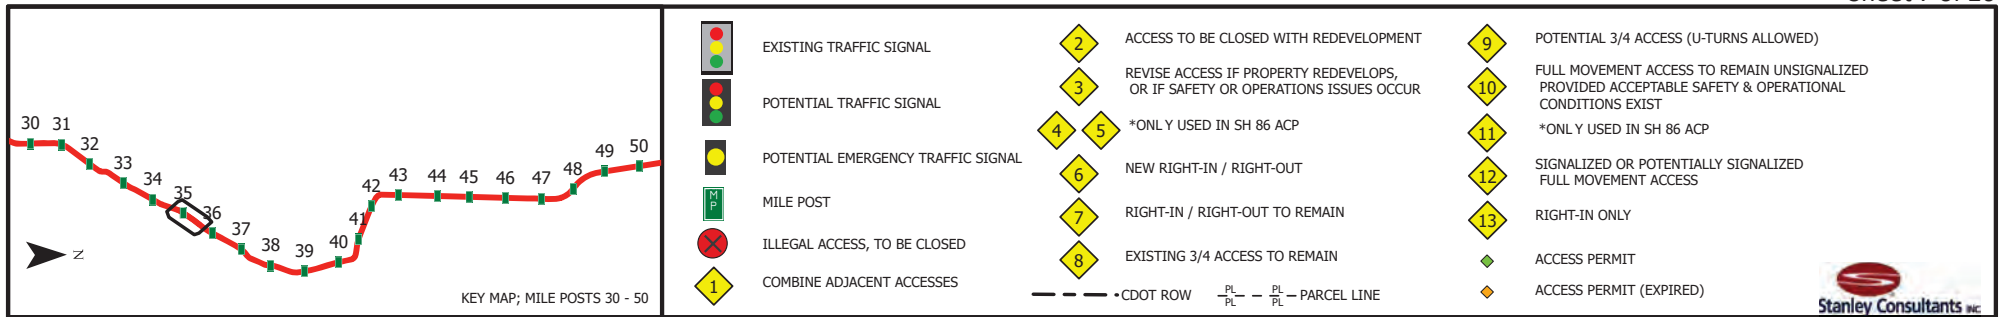 30 31 32 33 34 35 36 37 38 39 40 41 42 43 44 45 46 47 48 49 50
N
KEY MAP; MILE POSTS 30 - 50
EXISTING TRAFFIC SIGNAL
POTENTIAL TRAFFIC SIGNAL
POTENTIAL EMERGENCY TRAFFIC SIGNAL
MP
MILE POST
ILLEGAL ACCESS, TO BE CLOSED
1
COMBINE ADJACENT ACCESSES
2
ACCESS TO BE CLOSED WITH REDEVELOPMENT
3
REVISE ACCESS IF PROPERTY REDEVELOPS,
OR IF SAFETY OR OPERATIONS ISSUES OCCUR
4 5
*ONLY USED IN SH 86 ACP
6
NEW RIGHT-IN / RIGHT-OUT
7
RIGHT-IN / RIGHT-OUT TO REMAIN
8
EXISTING 3/4 ACCESS TO REMAIN
CDOT ROW
PL PL
PL PL
PARCEL LINE
9
POTENTIAL 3/4 ACCESS (U-TURNS ALLOWED)
10
FULL MOVEMENT ACCESS TO REMAIN UNSIGNALIZED
PROVIDED ACCEPTABLE SAFETY & OPERATIONAL
CONDITIONS EXIST
11
*ONLY USED IN SH 86 ACP
12
SIGNALIZED OR POTENTIALLY SIGNALIZED
FULL MOVEMENT ACCESS
13
RIGHT-IN ONLY
ACCESS PERMIT
ACCESS PERMIT (EXPIRED)
Stanley Consultants INC.